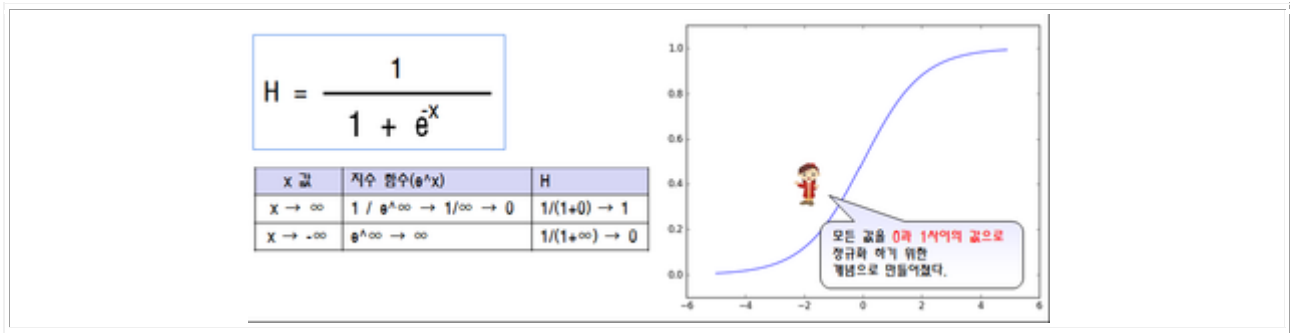 H = 1 / (1 + e^-x)
x 값 지수 함수(e^x) H
x → ∞ 1 / e^∞ → 1/∞ → 0 1/(1+0) → 1
x → -∞ e^∞ → ∞ 1/(1+∞) → 0
1.0
0.8
0.6
0.4
0.2
0.0
-6 -4 -2 0 2 4 6
모든 값을 0과 1사이의 값으로
정규화 하기 위한
개념으로 만들어졌다.